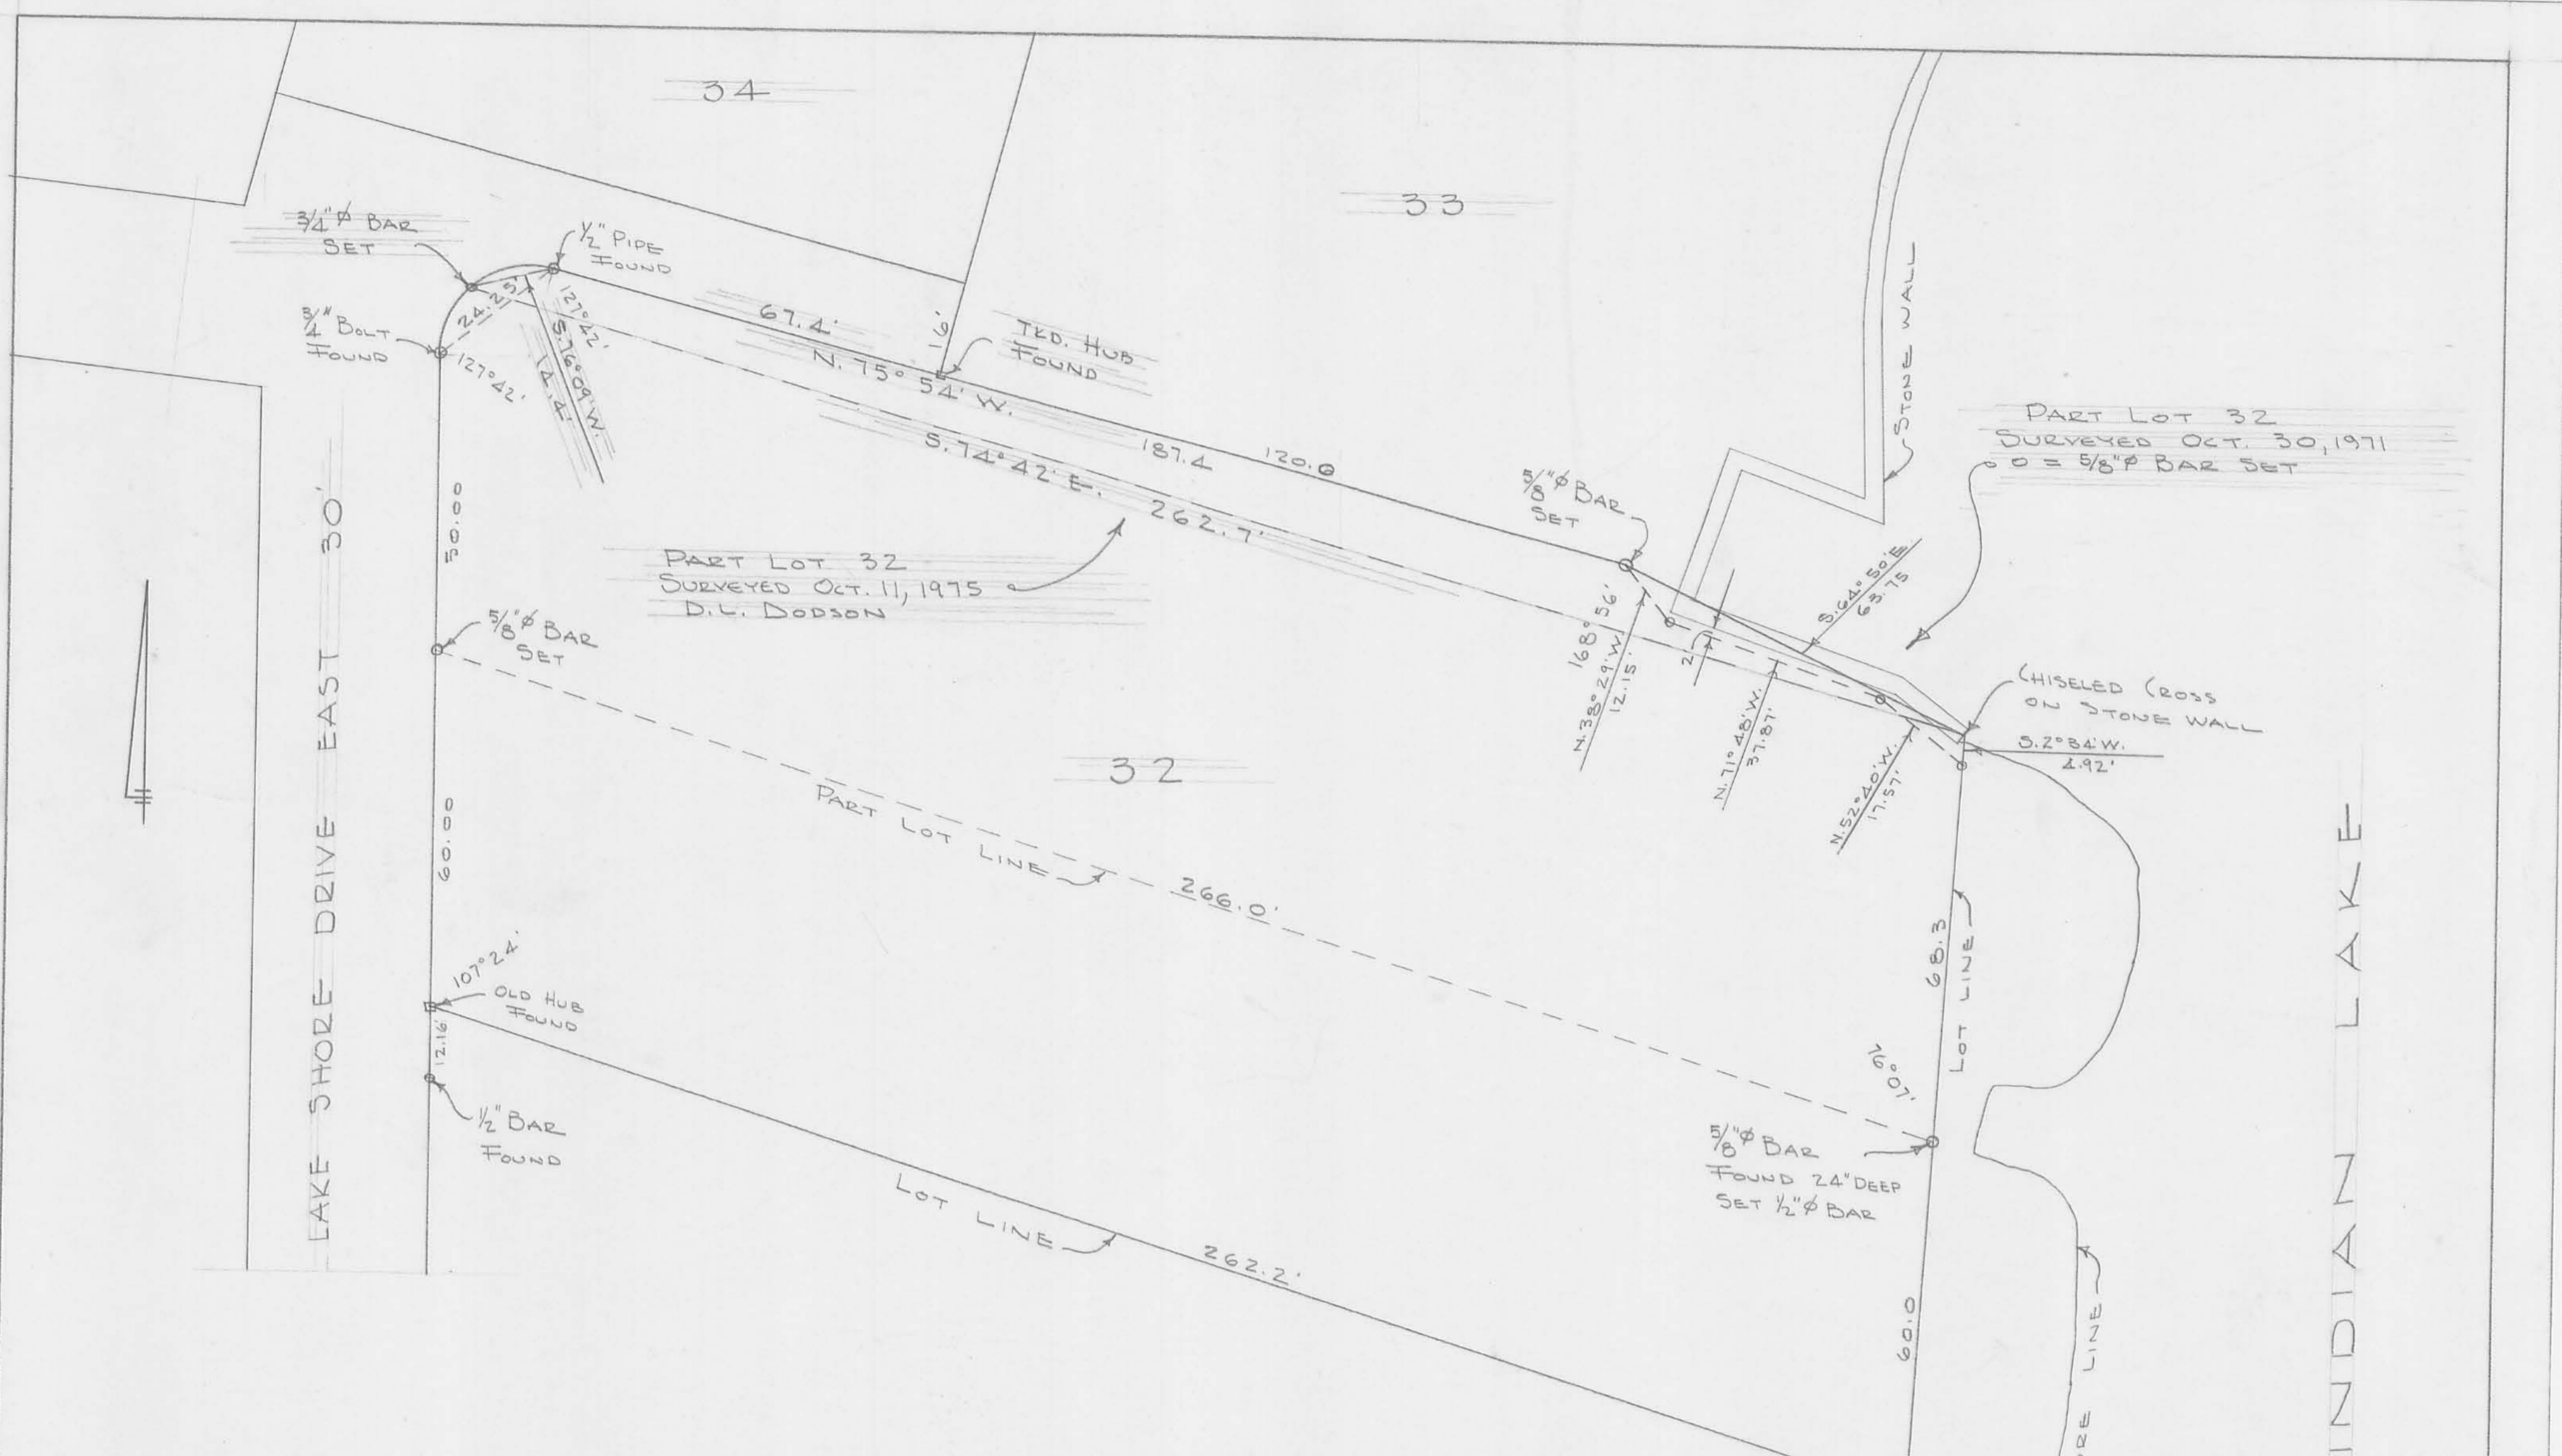 34
33
3/4"Ø BAR
SET
1/2" PIPE
FOUND
3/4" BOLT
FOUND
24.25'
127°42'
127°42'
S.76°09'W.
14.4'
67.4'
N. 75° 54' W.
16'
TKD. HUB
FOUND
187.4
120.0
S. 74° 42' E.
262.7'
STONE WALL
PART LOT 32
SURVEYED OCT. 30, 1971
O = 5/8"Ø BAR SET
5/8"Ø BAR
SET
50.00
PART LOT 32
SURVEYED OCT. 11, 1975
D.L. DODSON
168° 56'
N.38° 29' W.
12.15'
2'
S.64° 50' E.
63.75
N.71° 48' W.
37.87'
N.52° 40' W.
17.57'
CHISELED CROSS
ON STONE WALL
S.2° 34' W.
4.92'
5/8"Ø BAR
SET
32
PART LOT LINE
266.0'
60.00
LAKE SHORE DRIVE EAST 30'
107° 24'
OLD HUB
FOUND
12.16'
1/2" BAR
FOUND
68.3
LOT LINE
76° 07'
5/8"Ø BAR
FOUND 24" DEEP
SET 1/2"Ø BAR
LOT LINE
262.2'
60.0
RE LINE
INDIAN LAKE